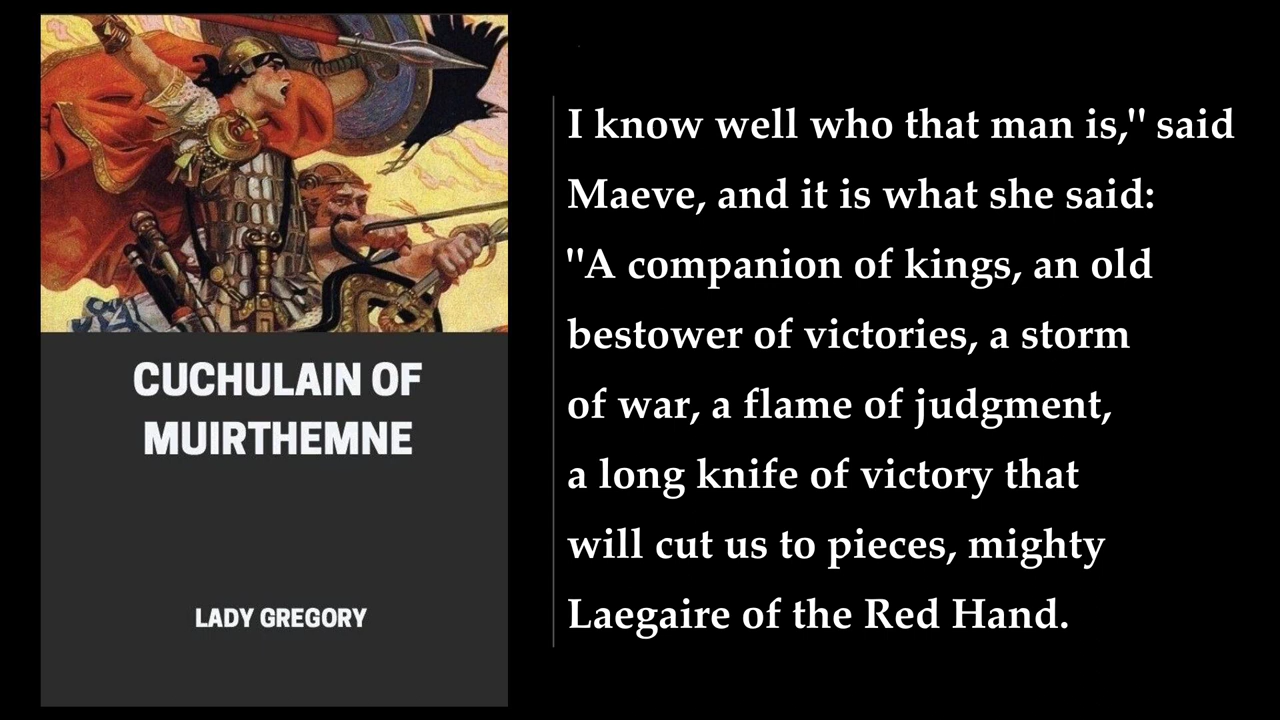 CUCHULAIN OF
MUIRTHEMNE
LADY GREGORY
I know well who that man is," said
Maeve, and it is what she said:
"A companion of kings, an old
bestower of victories, a storm
of war, a flame of judgment,
a long knife of victory that
will cut us to pieces, mighty
Laegaire of the Red Hand.